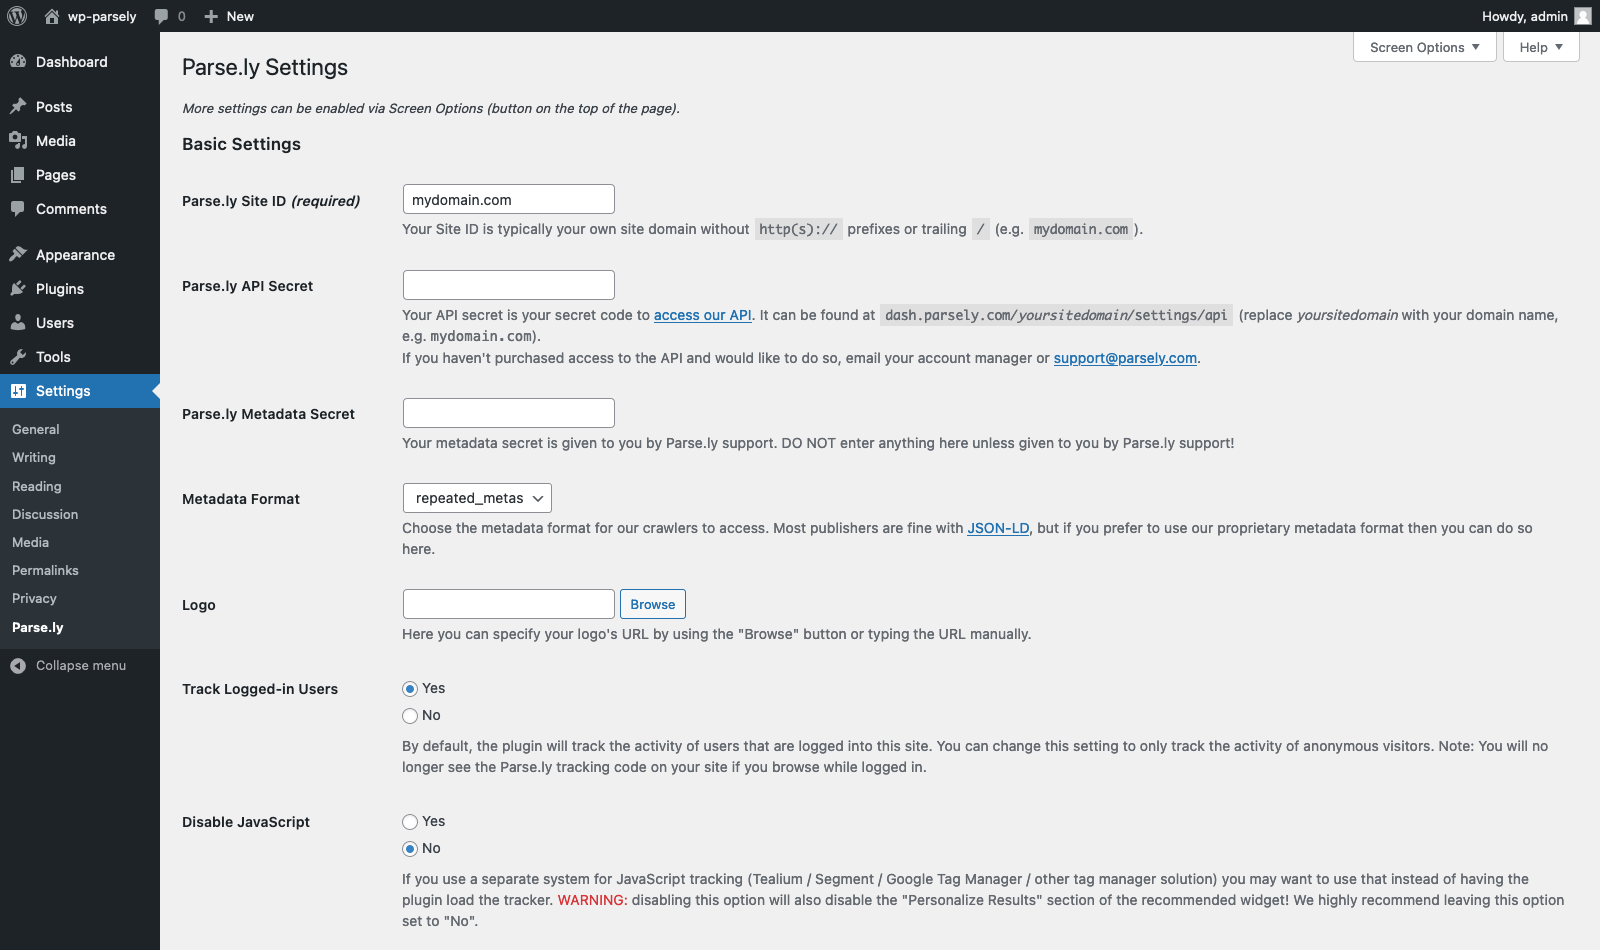 wp-parsely 0 New Howdy, admin
Screen Options Help
Dashboard
Posts
Media
Pages
Comments
Appearance
Plugins
Users
Tools
Settings
General
Writing
Reading
Discussion
Media
Permalinks
Privacy
Parse.ly
Collapse menu
Parse.ly Settings
More settings can be enabled via Screen Options (button on the top of the page).
Basic Settings
Parse.ly Site ID (required)
mydomain.com
Your Site ID is typically your own site domain without http(s):// prefixes or trailing / (e.g. mydomain.com ).
Parse.ly API Secret
Your API secret is your secret code to access our API. It can be found at dash.parsely.com/yoursitedomain/settings/api (replace yoursitedomain with your domain name,
e.g. mydomain.com).
If you haven't purchased access to the API and would like to do so, email your account manager or support@parsely.com.
Parse.ly Metadata Secret
Your metadata secret is given to you by Parse.ly support. DO NOT enter anything here unless given to you by Parse.ly support!
Metadata Format
repeated_metas
Choose the metadata format for our crawlers to access. Most publishers are fine with JSON-LD, but if you prefer to use our proprietary metadata format then you can do so
here.
Logo
Browse
Here you can specify your logo's URL by using the "Browse" button or typing the URL manually.
Track Logged-in Users
Yes
No
By default, the plugin will track the activity of users that are logged into this site. You can change this setting to only track the activity of anonymous visitors. Note: You will no
longer see the Parse.ly tracking code on your site if you browse while logged in.
Disable JavaScript
Yes
No
If you use a separate system for JavaScript tracking (Tealium / Segment / Google Tag Manager / other tag manager solution) you may want to use that instead of having the
plugin load the tracker. WARNING: disabling this option will also disable the "Personalize Results" section of the recommended widget! We highly recommend leaving this option
set to "No".